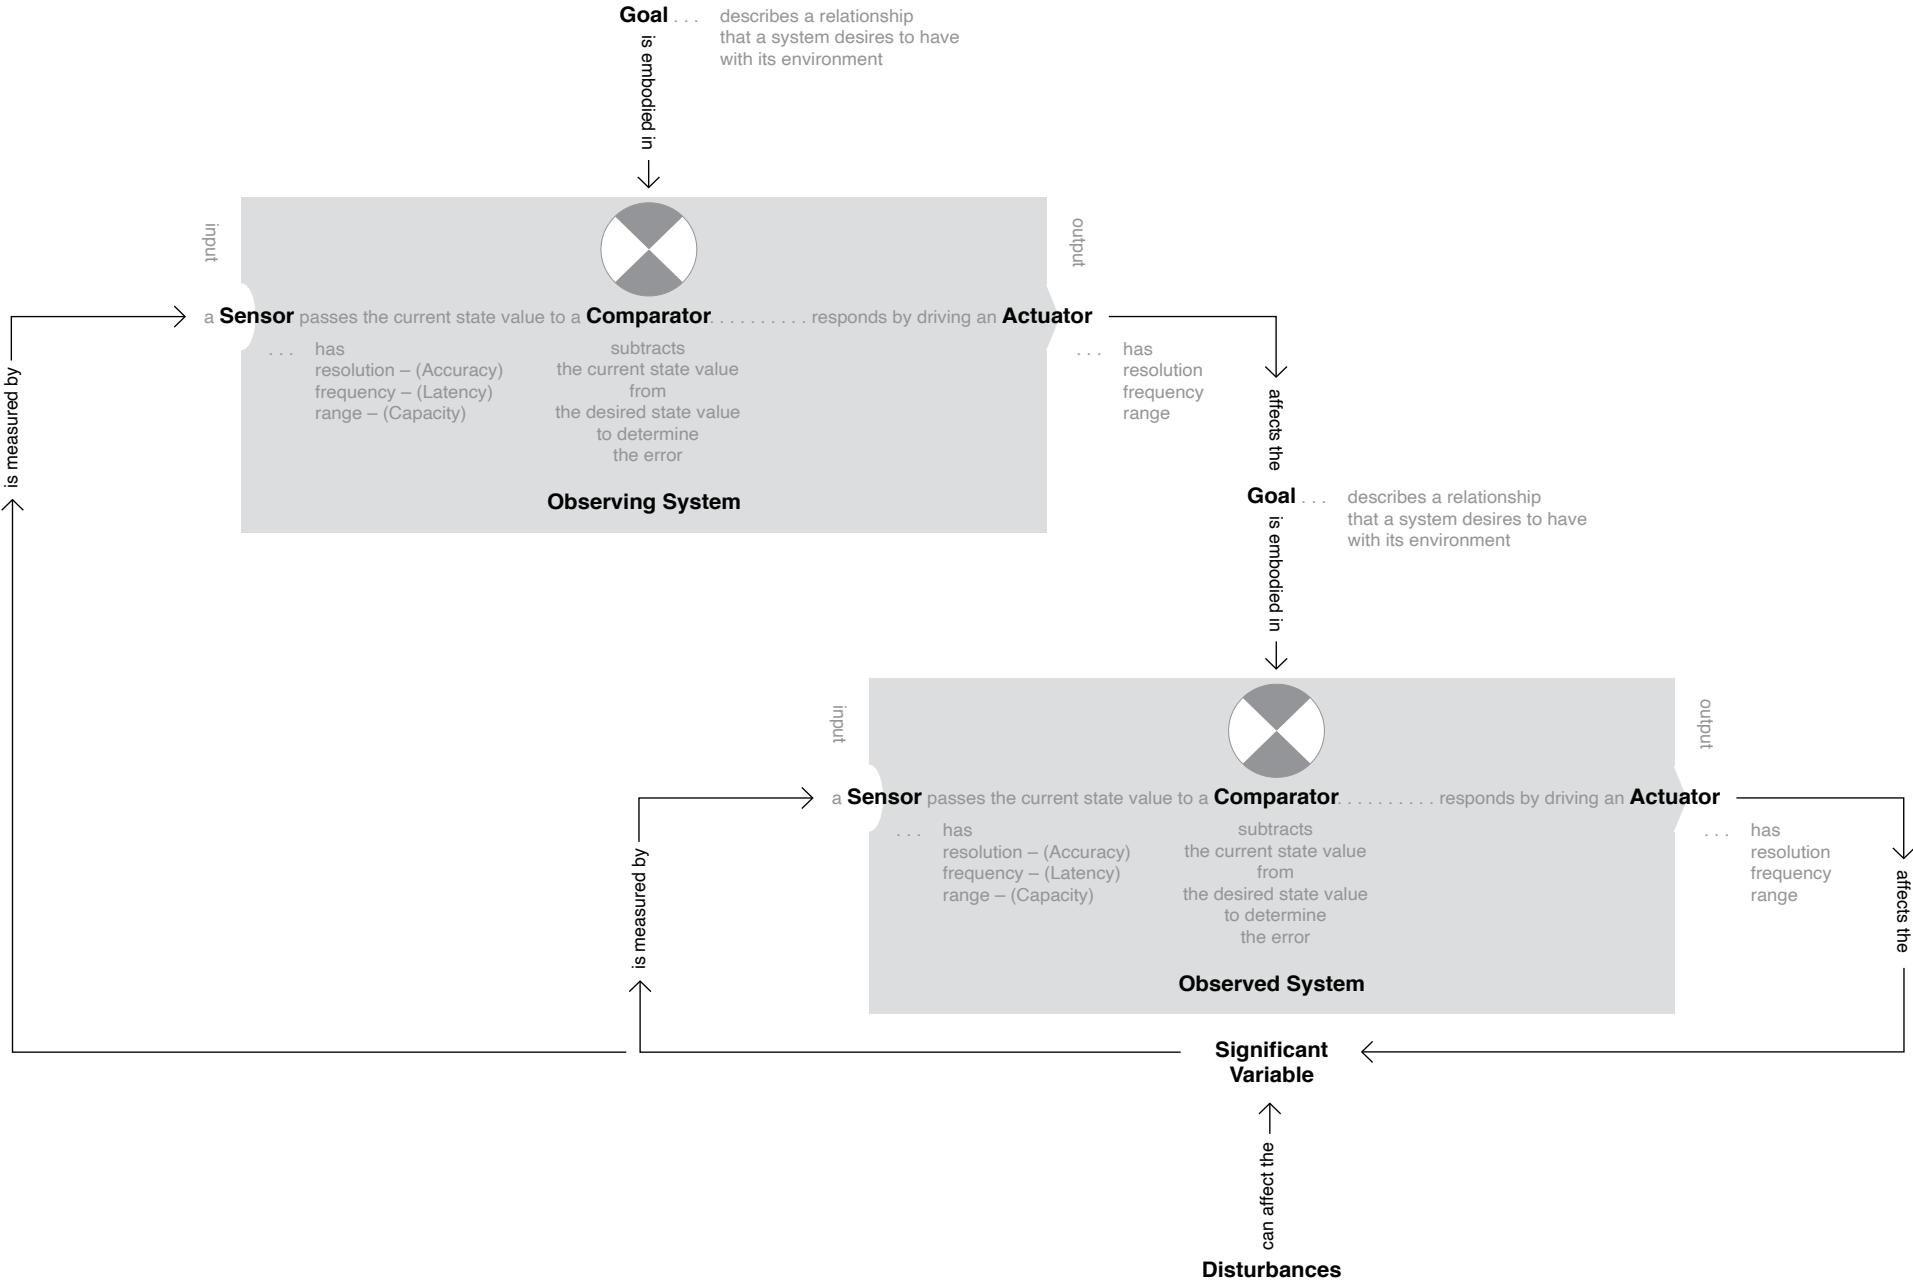 Goal . . . describes a relationship
that a system desires to have
with its environment
is embodied in
input
output
a Sensor passes the current state value to a Comparator. . . . . . . . . . responds by driving an Actuator
. . . has
resolution – (Accuracy)
frequency – (Latency)
range – (Capacity)
subtracts
the current state value
from
the desired state value
to determine
the error
. . . has
resolution
frequency
range
Observing System
is measured by
affects the
Goal . . . describes a relationship
that a system desires to have
with its environment
is embodied in
input
output
a Sensor passes the current state value to a Comparator. . . . . . . . . . responds by driving an Actuator
. . . has
resolution – (Accuracy)
frequency – (Latency)
range – (Capacity)
subtracts
the current state value
from
the desired state value
to determine
the error
. . . has
resolution
frequency
range
Observed System
is measured by
affects the
Significant
Variable
can affect the
Disturbances